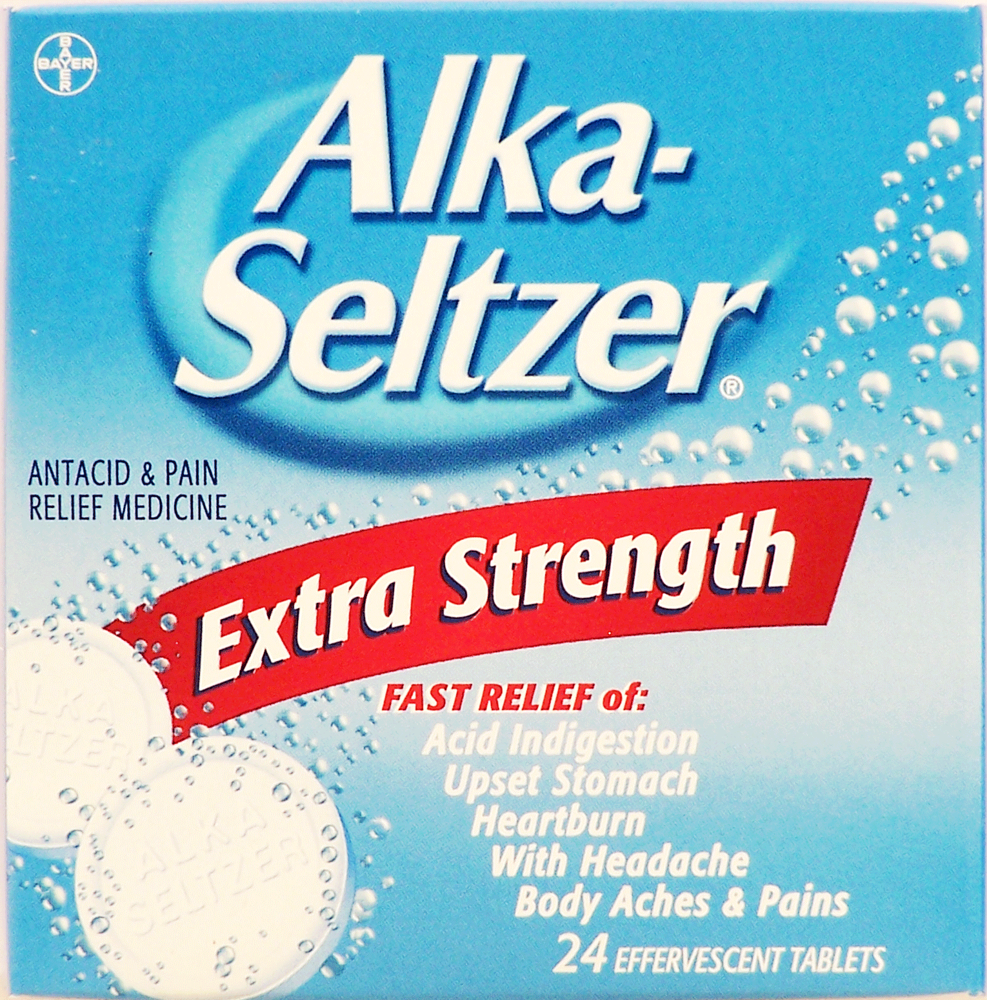 BAYER
BAYER
Alka-
Seltzer®
ANTACID & PAIN
RELIEF MEDICINE
Extra Strength
FAST RELIEF of:
Acid Indigestion
Upset Stomach
Heartburn
With Headache
Body Aches & Pains
24 EFFERVESCENT TABLETS
ALKA
SELTZER
ALKA
SELTZER